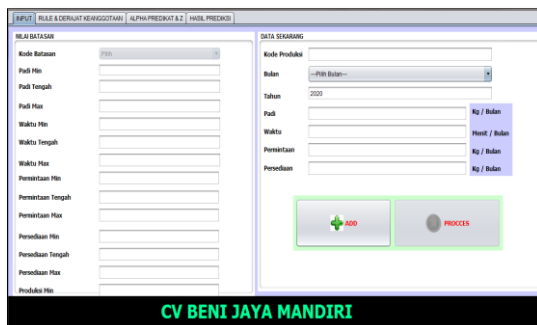 INPUT RULE & DERAJAT KEANGGOTAAN ALPHA PREDIKAT & Z HASIL PREDIKSI
NILAI BATASAN
Kode Batasan Pilih
Padi Min
Padi Tengah
Padi Max
Waktu Min
Waktu Tengah
Waktu Max
Permintaan Min
Permintaan Tengah
Permintaan Max
Persediaan Min
Persediaan Tengah
Persediaan Max
Produksi Min
DATA SEKARANG
Kode Produksi
Bulan ---Pilih Bulan---
Tahun 2020
Padi Kg / Bulan
Waktu Menit / Bulan
Permintaan Kg / Bulan
Persediaan Kg / Bulan
ADD PROCCES
CV BENI JAYA MANDIRI